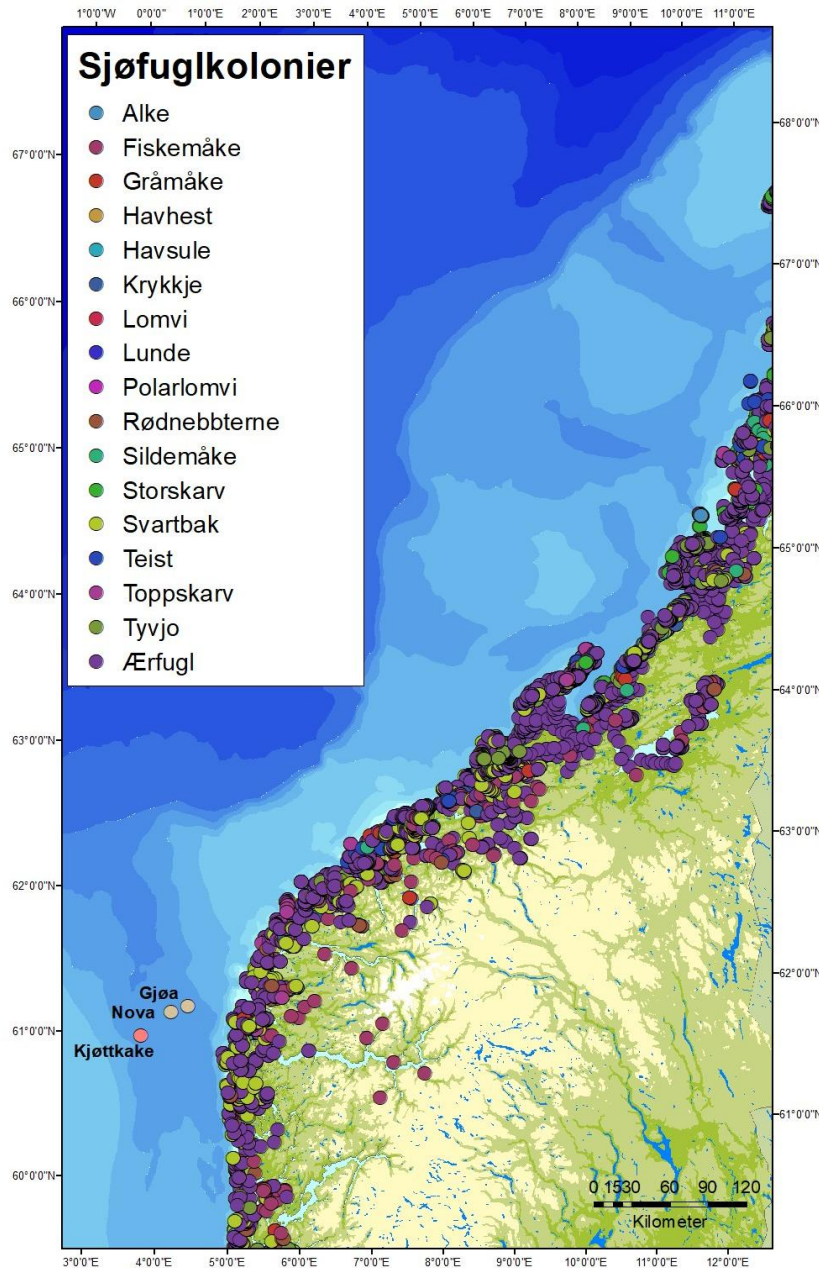 1°0'0"W 0°0'0" 1°0'0"E 2°0'0"E 3°0'0"E 4°0'0"E 5°0'0"E 6°0'0"E 7°0'0"E 8°0'0"E 9°0'0"E 10°0'0"E 11°0'0"E
Sjøfuglkolonier
Alke
Fiskemåke
Gråmåke
Havhest
Havsule
Krykkje
Lomvi
Lunde
Polarlomvi
Rødnebbterne
Sildemåke
Storskarv
Svartbak
Teist
Toppskarv
Tyvjo
Ærfugl
67°0'0"N
66°0'0"N
65°0'0"N
64°0'0"N
63°0'0"N
62°0'0"N
61°0'0"N
60°0'0"N
68°0'0"N
67°0'0"N
66°0'0"N
65°0'0"N
64°0'0"N
63°0'0"N
62°0'0"N
61°0'0"N
Gjøa
Nova
Kjøttkake
0 1530 60 90 120
Kilometer
3°0'0"E 4°0'0"E 5°0'0"E 6°0'0"E 7°0'0"E 8°0'0"E 9°0'0"E 10°0'0"E 11°0'0"E 12°0'0"E